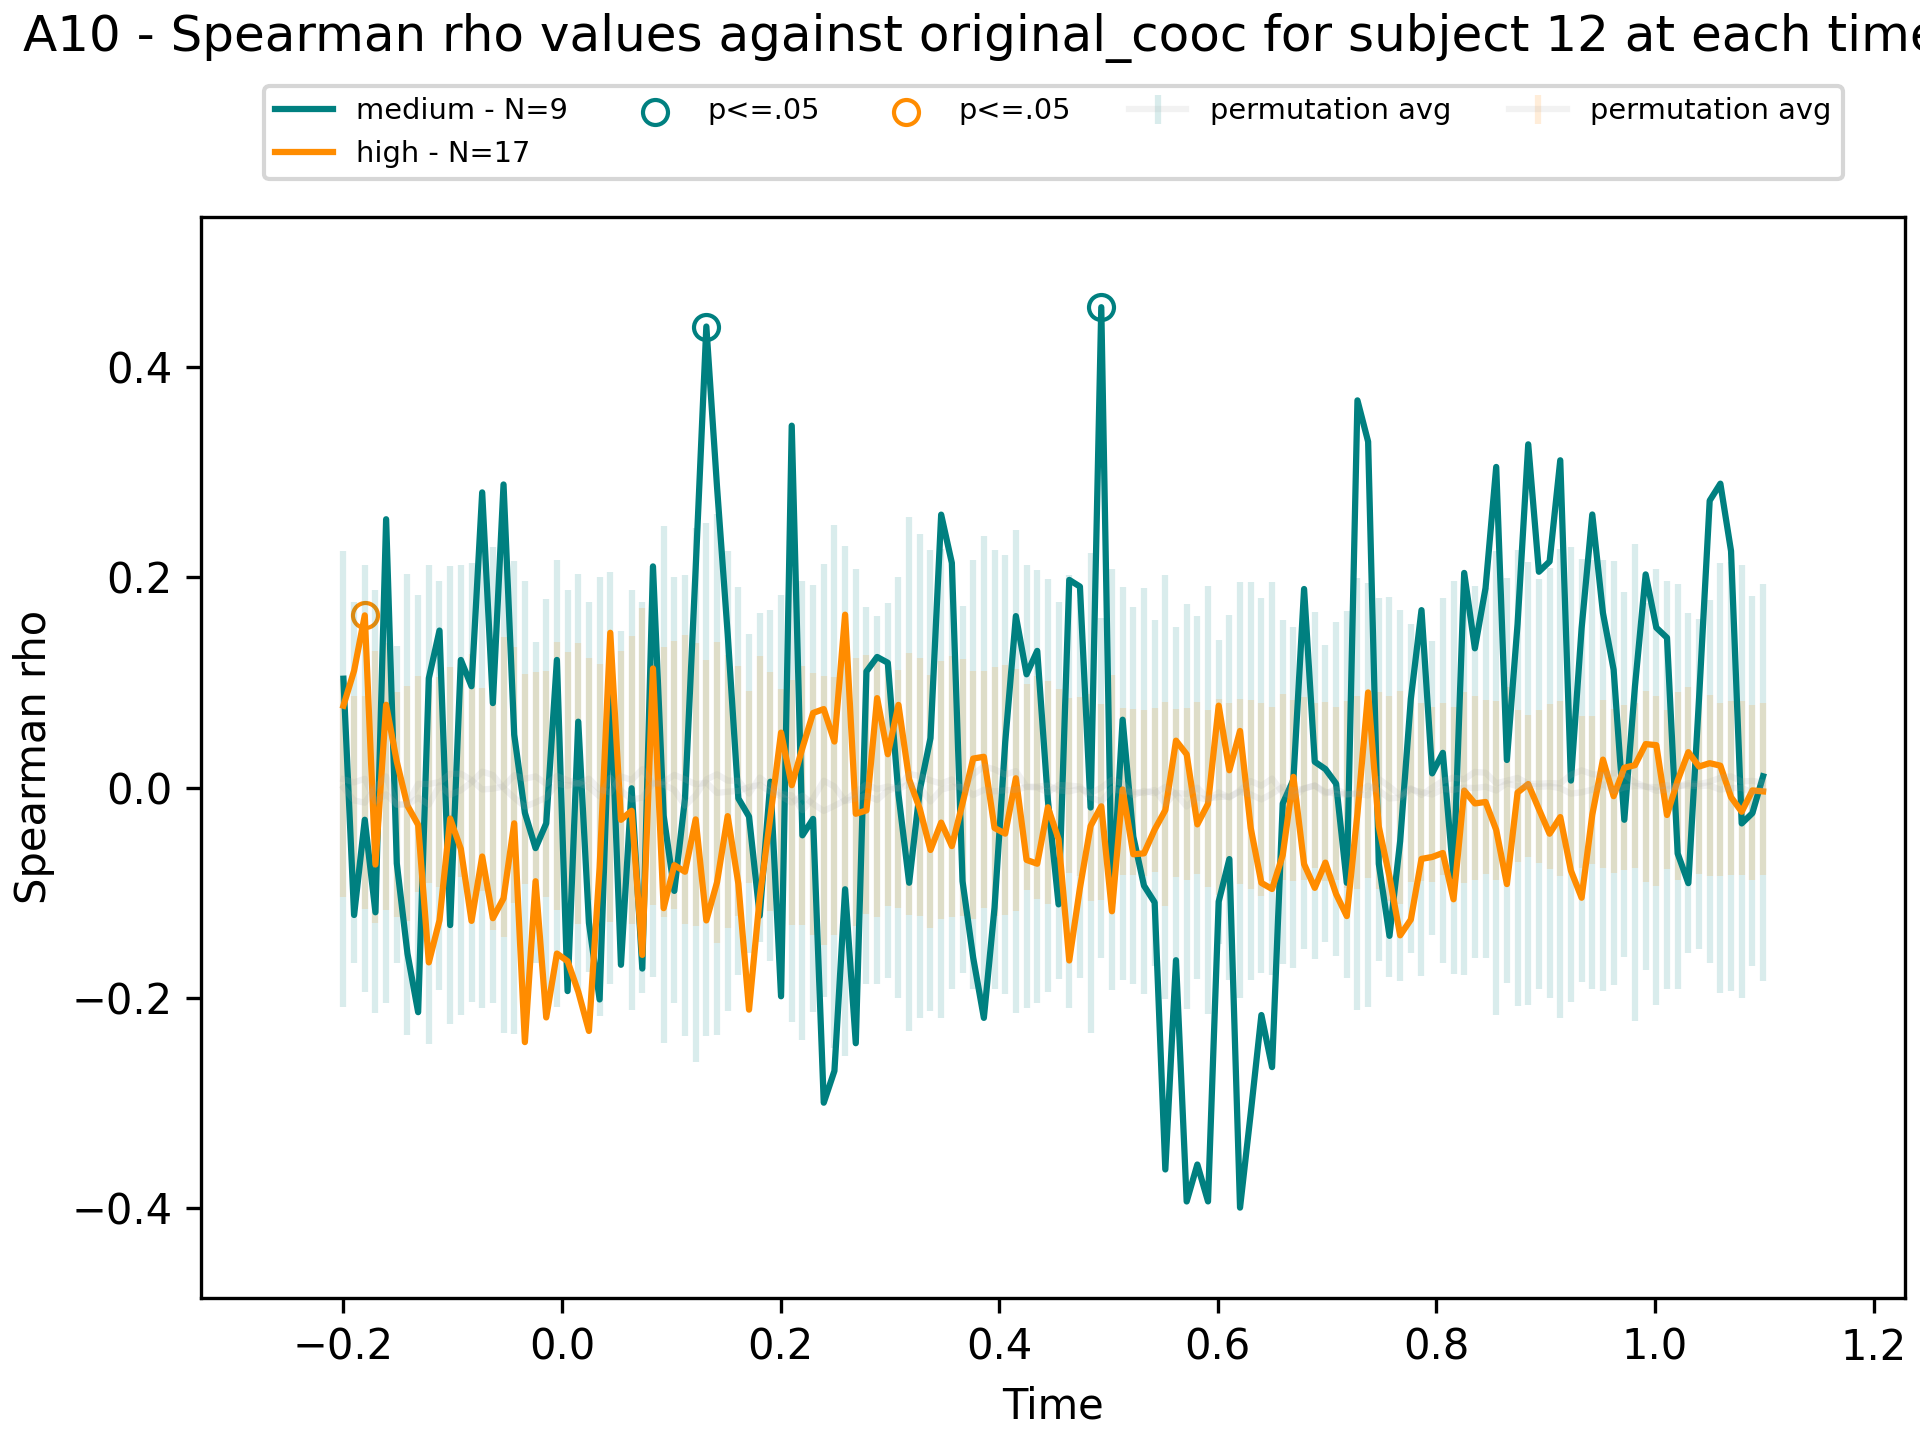 A10 - Spearman rho values against original_cooc for subject 12 at each time
medium - N=9
p<=.05
p<=.05
permutation avg
permutation avg
high - N=17
Spearman rho
0.4
0.2
0.0
−0.2
−0.4
−0.2
0.0
0.2
0.4
0.6
0.8
1.0
1.2
Time